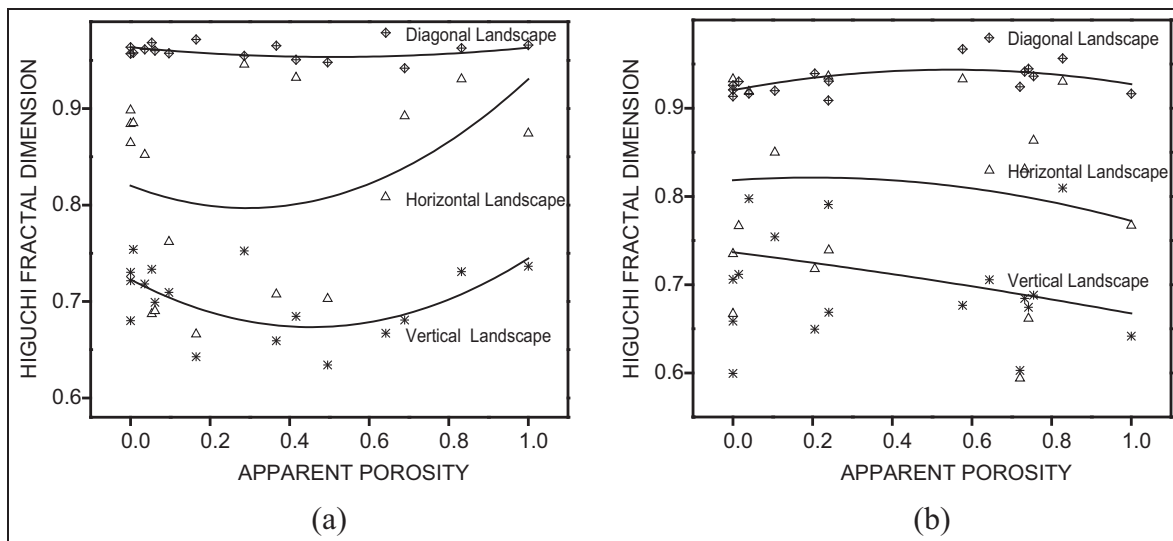 HIGUCHI FRACTAL DIMENSION
0.9
0.8
0.7
0.6
Diagonal Landscape
Horizontal Landscape
Vertical Landscape
0.0 0.2 0.4 0.6 0.8 1.0
APPARENT POROSITY
(a)
HIGUCHI FRACTAL DIMENSION
0.9
0.8
0.7
0.6
Diagonal Landscape
Horizontal Landscape
Vertical Landscape
0.0 0.2 0.4 0.6 0.8 1.0
APPARENT POROSITY
(b)